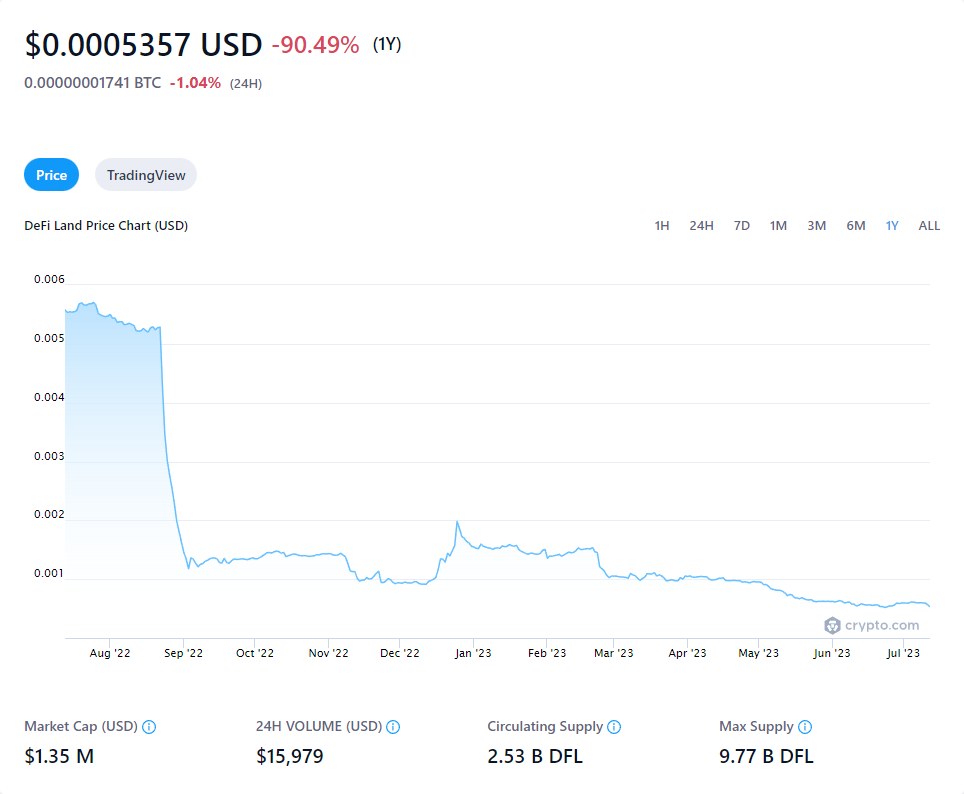 $0.0005357 USD -90.49% (1Y)
0.00000001741 BTC -1.04% (24H)
Price TradingView
DeFi Land Price Chart (USD) 1H 24H 7D 1M 3M 6M 1Y ALL
0.006
0.005
0.004
0.003
0.002
0.001
crypto.com
Aug '22 Sep '22 Oct '22 Nov '22 Dec '22 Jan '23 Feb '23 Mar '23 Apr '23 May '23 Jun '23 Jul '23
Market Cap (USD) 24H VOLUME (USD) Circulating Supply Max Supply
$1.35 M $15,979 2.53 B DFL 9.77 B DFL